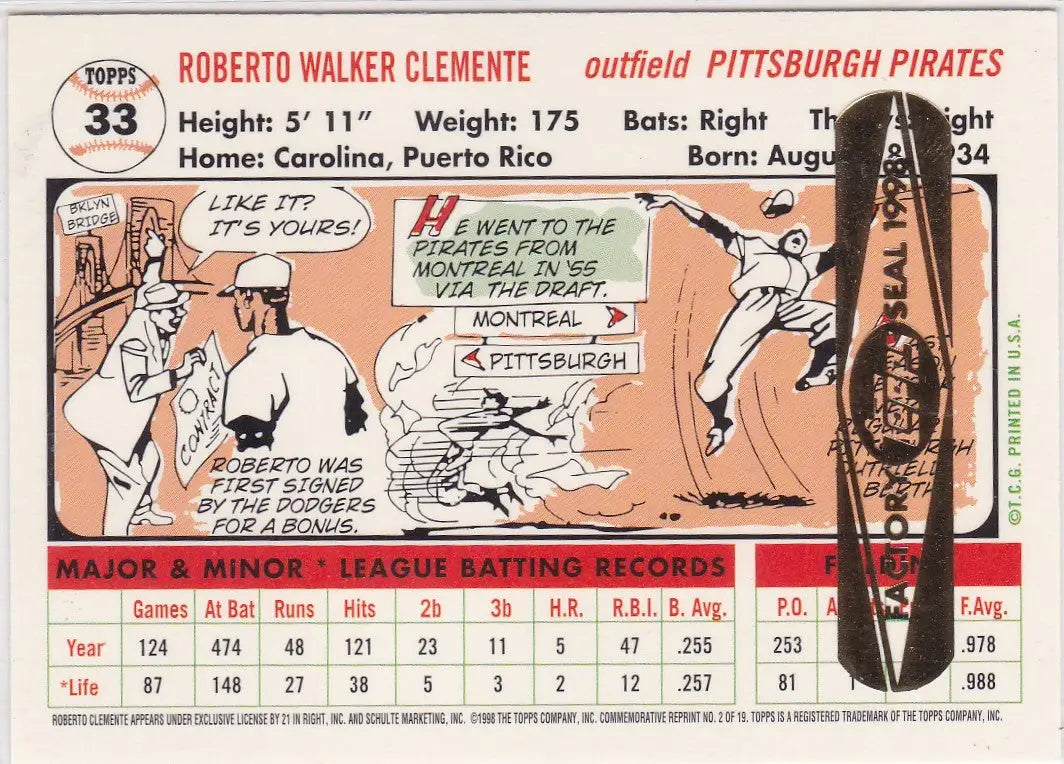 TOPPS
33
ROBERTO WALKER CLEMENTE outfield PITTSBURGH PIRATES
Height: 5' 11" Weight: 175 Bats: Right
Home: Carolina, Puerto Rico Born:
BKLYN
BRIDGE
LIKE IT?
IT'S YOURS!
CONTRACT
ROBERTO WAS
FIRST SIGNED
BY THE DODGERS
FOR A BONUS.
HE WENT TO THE
PIRATES FROM
MONTREAL IN '55
VIA THE DRAFT.
MONTREAL
PITTSBURGH
OUTFIELD
BERTH
FACTORY SEAL 1998
©T.C.G. PRINTED IN U.S.A.
MAJOR & MINOR * LEAGUE BATTING RECORDS
Games At Bat Runs Hits 2b 3b H.R. R.B.I. B. Avg. P.O. F.Avg.
Year 124 474 48 121 23 11 5 47 .255 253 .978
*Life 87 148 27 38 5 3 2 12 .257 81 .988
ROBERTO CLEMENTE APPEARS UNDER EXCLUSIVE LICENSE BY 21 IN RIGHT, INC. AND SCHULTE MARKETING, INC. ©1998 THE TOPPS COMPANY, INC. COMMEMORATIVE REPRINT NO. 2 OF 19. TOPPS IS A REGISTERED TRADEMARK OF THE TOPPS COMPANY, INC.